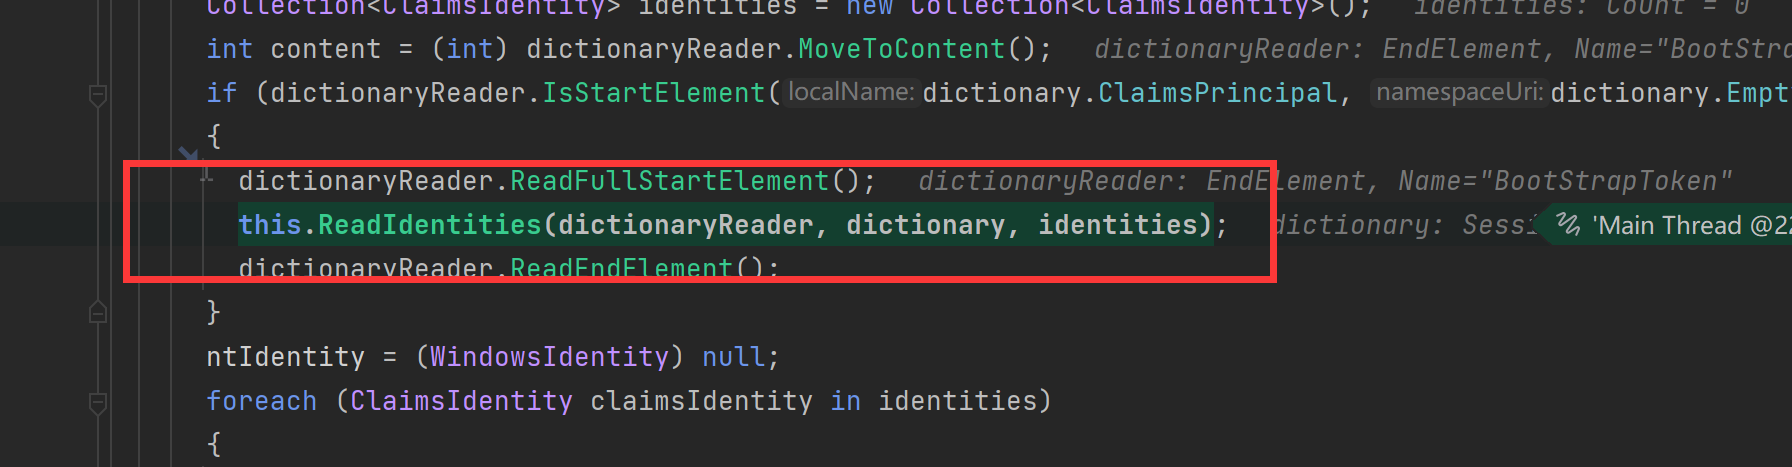 Collection<ClaimsIdentity> identities = new Collection<ClaimsIdentity>(); identities: Count = 0
int content = (int) dictionaryReader.MoveToContent(); dictionaryReader: EndElement, Name="BootStra
if (dictionaryReader.IsStartElement(localName: dictionary.ClaimsPrincipal, namespaceUri: dictionary.Empt
{
dictionaryReader.ReadFullStartElement(); dictionaryReader: EndElement, Name="BootStrapToken"
this.ReadIdentities(dictionaryReader, dictionary, identities); dictionary: Sessi 'Main Thread @22
dictionaryReader.ReadEndElement();
}
ntIdentity = (WindowsIdentity) null;
foreach (ClaimsIdentity claimsIdentity in identities)
{